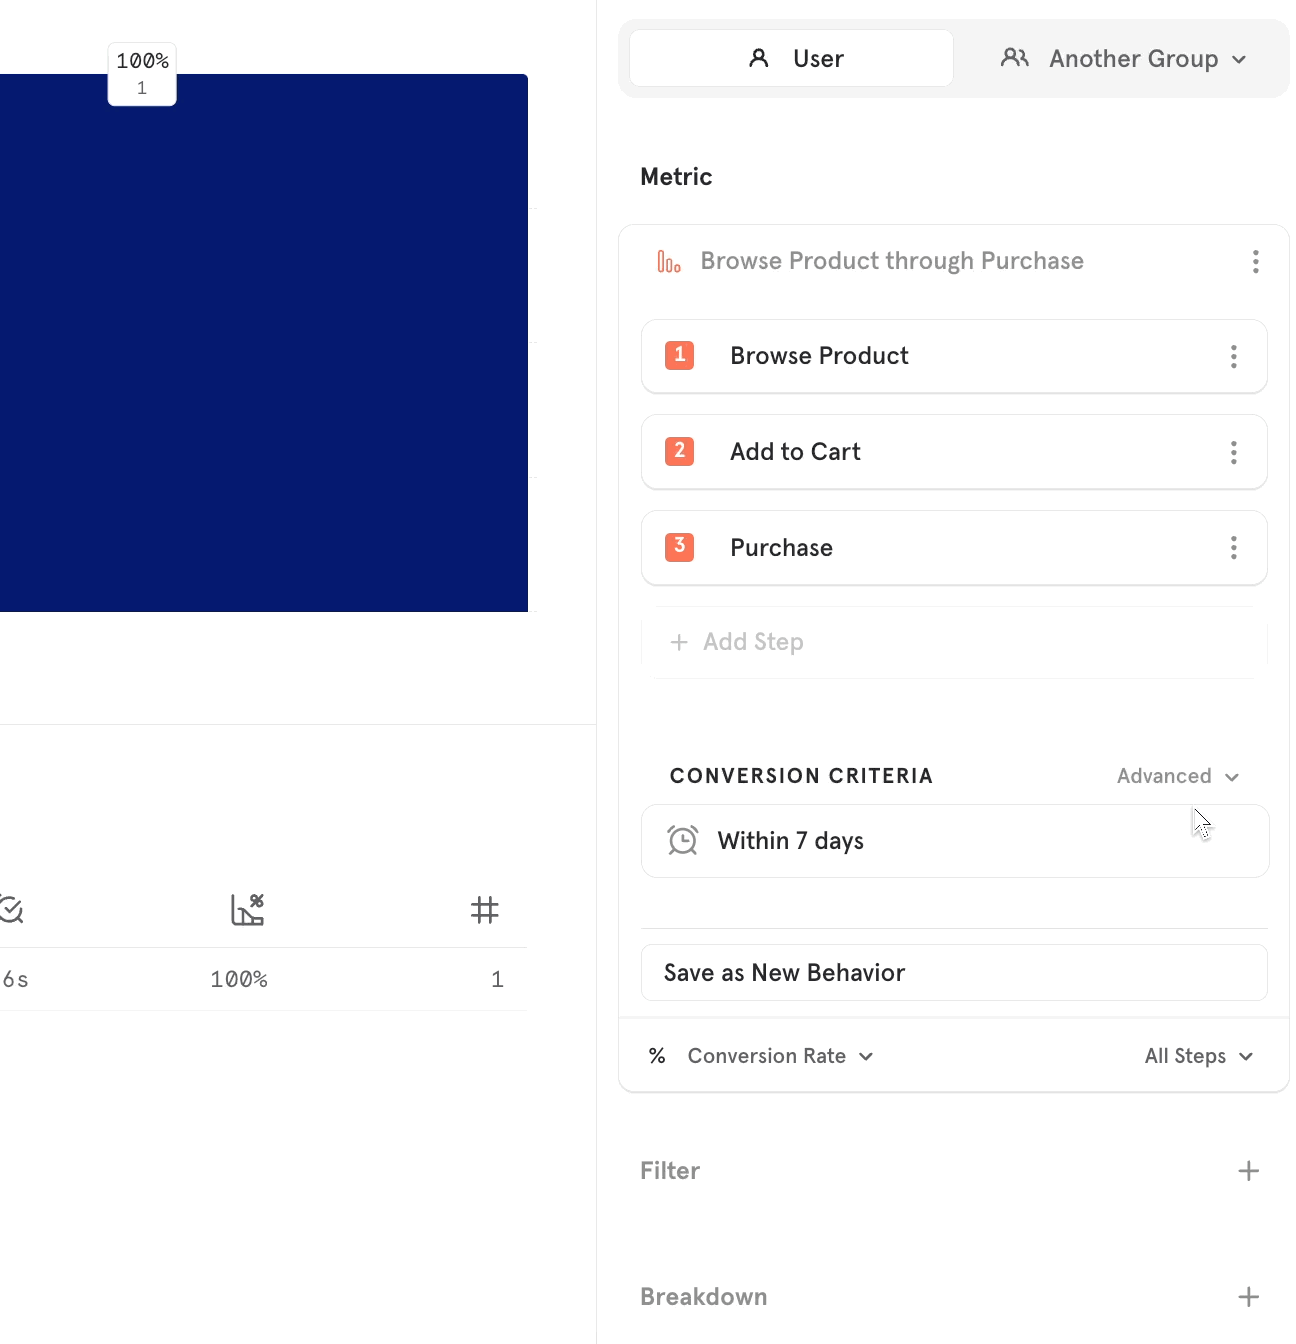 100%
1
User
Another Group
Metric
Browse Product through Purchase
1 Browse Product
2 Add to Cart
3 Purchase
+ Add Step
CONVERSION CRITERIA
Advanced
Within 7 days
Save as New Behavior
% Conversion Rate
All Steps
Filter +
Breakdown +
% #
6s 100% 1